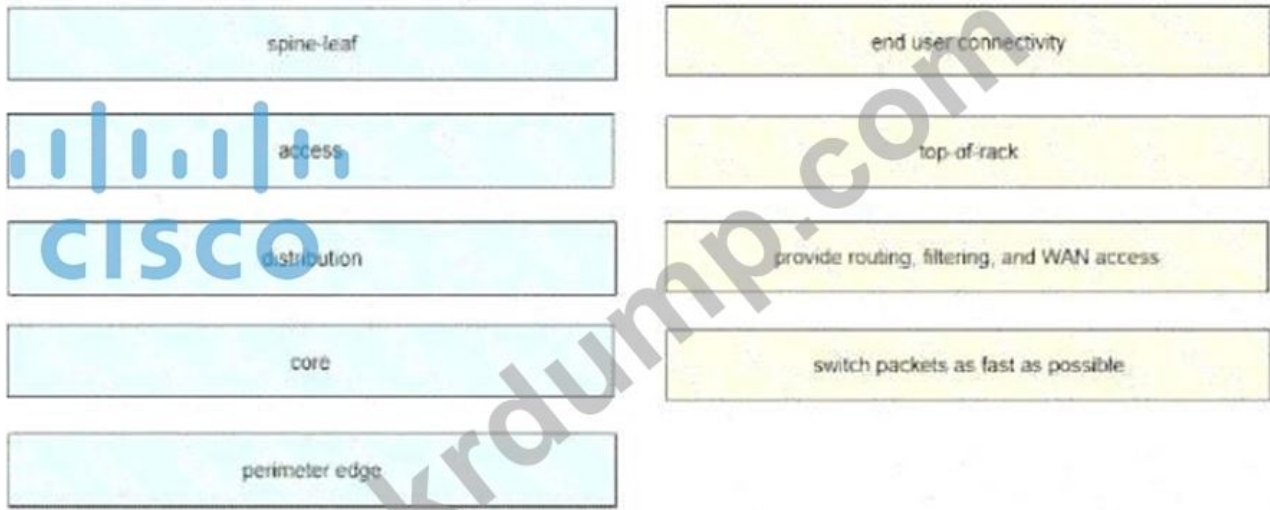 spine-leaf
end user connectivity
access
top-of-rack
CISCO
distribution
provide routing, filtering, and WAN access
core
switch packets as fast as possible
perimeter edge
krdump.com